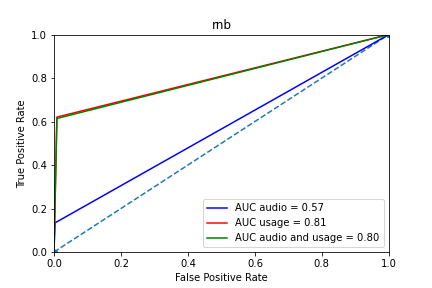 rnb
True Positive Rate
1.0
0.8
0.6
0.4
0.2
0.0
AUC audio = 0.57
AUC usage = 0.81
AUC audio and usage = 0.80
0.0 0.2 0.4 0.6 0.8 1.0
False Positive Rate